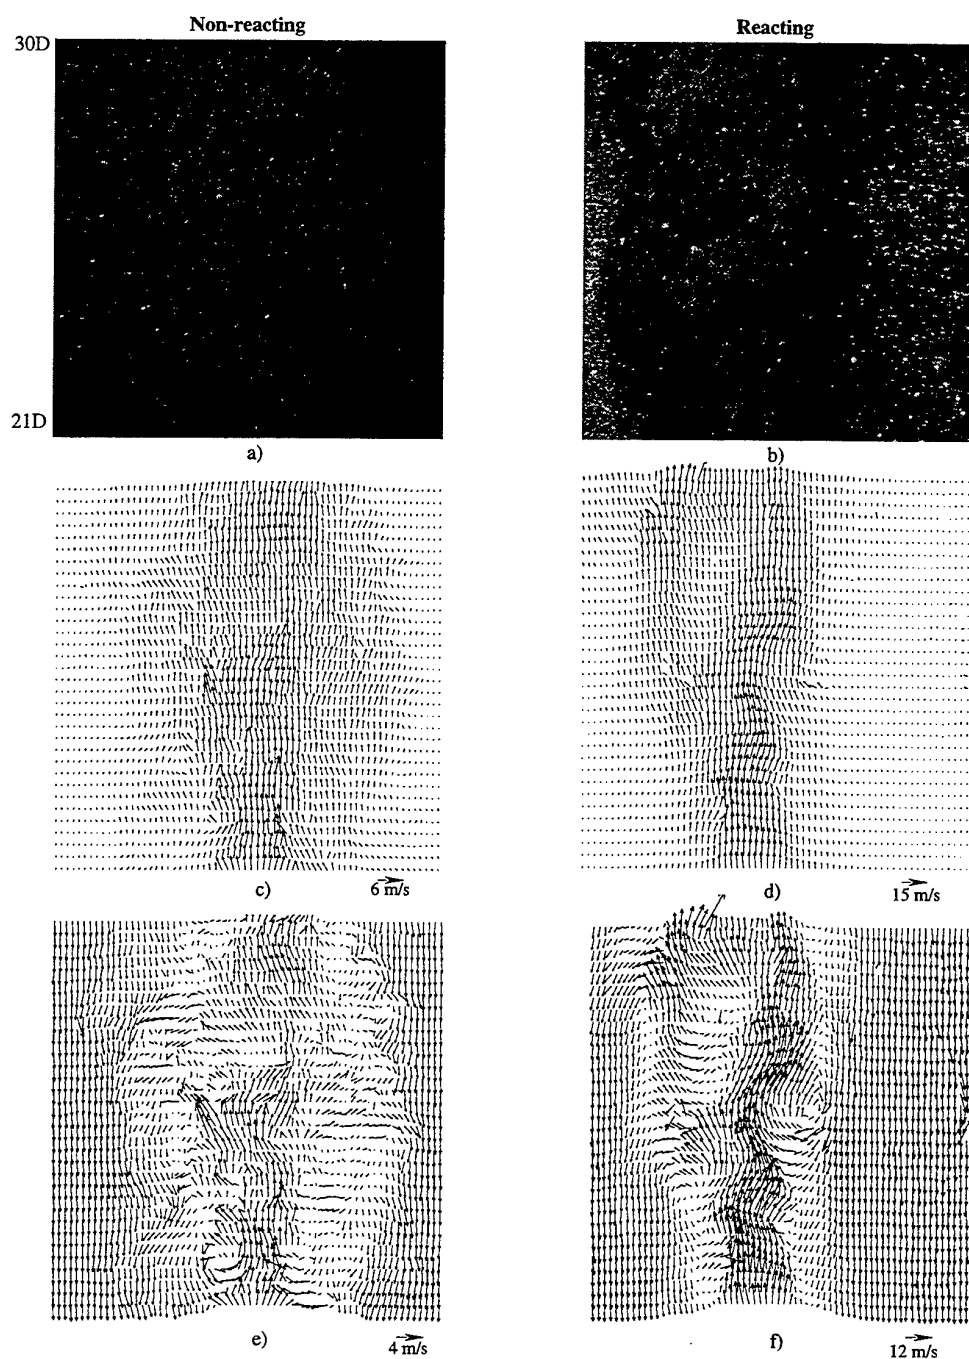 Non-reacting
Reacting
30D
21D
a)
b)
c)
6 m/s
d)
15 m/s
e)
4 m/s
f)
12 m/s